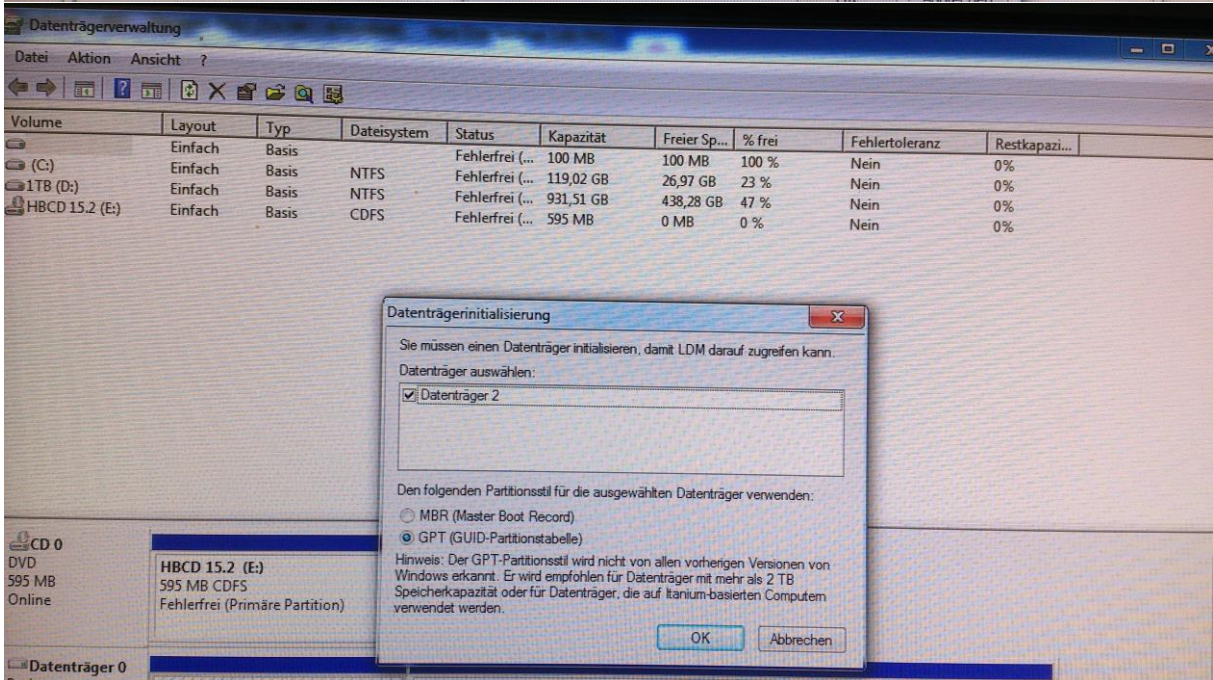 Datenträgerverwaltung
Datei Aktion Ansicht ?
Volume Layout Typ Dateisystem Status Kapazität Freier Sp... % frei Fehlertoleranz Restkapazi...
Einfach Basis Fehlerfrei (... 100 MB 100 MB 100 % Nein 0%
(C:) Einfach Basis NTFS Fehlerfrei (... 119,02 GB 26,97 GB 23 % Nein 0%
1TB (D:) Einfach Basis NTFS Fehlerfrei (... 931,51 GB 438,28 GB 47 % Nein 0%
HBCD 15.2 (E:) Einfach Basis CDFS Fehlerfrei (... 595 MB 0 MB 0 % Nein 0%
Datenträgerinitialisierung
Sie müssen einen Datenträger initialisieren, damit LDM darauf zugreifen kann.
Datenträger auswählen:
Datenträger 2
Den folgenden Partitionsstil für die ausgewählten Datenträger verwenden:
MBR (Master Boot Record)
GPT (GUID-Partitionstabelle)
Hinweis: Der GPT-Partitionsstil wird nicht von allen vorherigen Versionen von
Windows erkannt. Er wird empfohlen für Datenträger mit mehr als 2 TB
Speicherkapazität oder für Datenträger, die auf Itanium-basierten Computern
verwendet werden.
OK Abbrechen
CD 0
DVD
595 MB
Online
HBCD 15.2 (E:)
595 MB CDFS
Fehlerfrei (Primäre Partition)
Datenträger 0